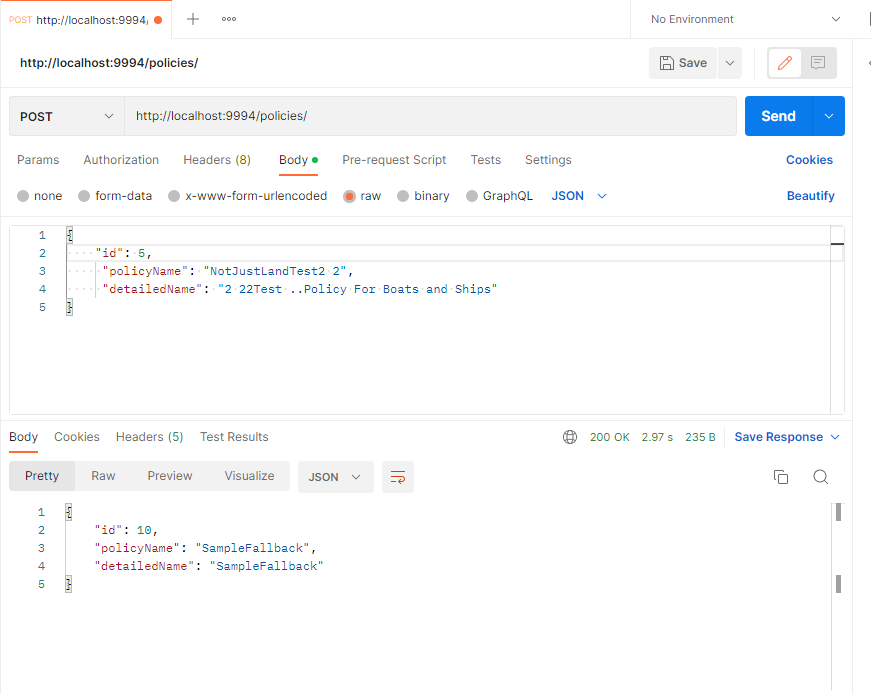 POST http://localhost:9994/
No Environment
http://localhost:9994/policies/
Save
POST http://localhost:9994/policies/ Send
Params Authorization Headers (8) Body Pre-request Script Tests Settings Cookies
none form-data x-www-form-urlencoded raw binary GraphQL JSON Beautify
1 {
2 "id": 5,
3 "policyName": "NotJustLandTest2 2",
4 "detailedName": "2 22Test ..Policy For Boats and Ships"
5 }
Body Cookies Headers (5) Test Results 200 OK 2.97 s 235 B Save Response
Pretty Raw Preview Visualize JSON
1 {
2 "id": 10,
3 "policyName": "SampleFallback",
4 "detailedName": "SampleFallback"
5 }